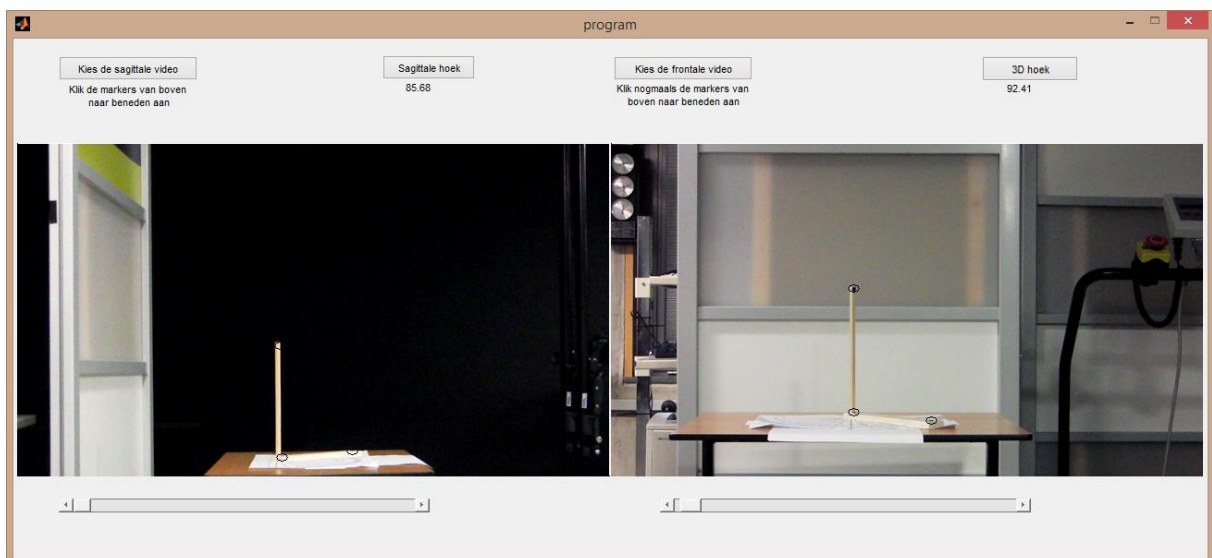 program
Kies de sagittale video
Sagittale hoek
Kies de frontale video
3D hoek
Klik de markers van boven
naar beneden aan
85.68
Klik nogmaals de markers van
boven naar beneden aan
92.41